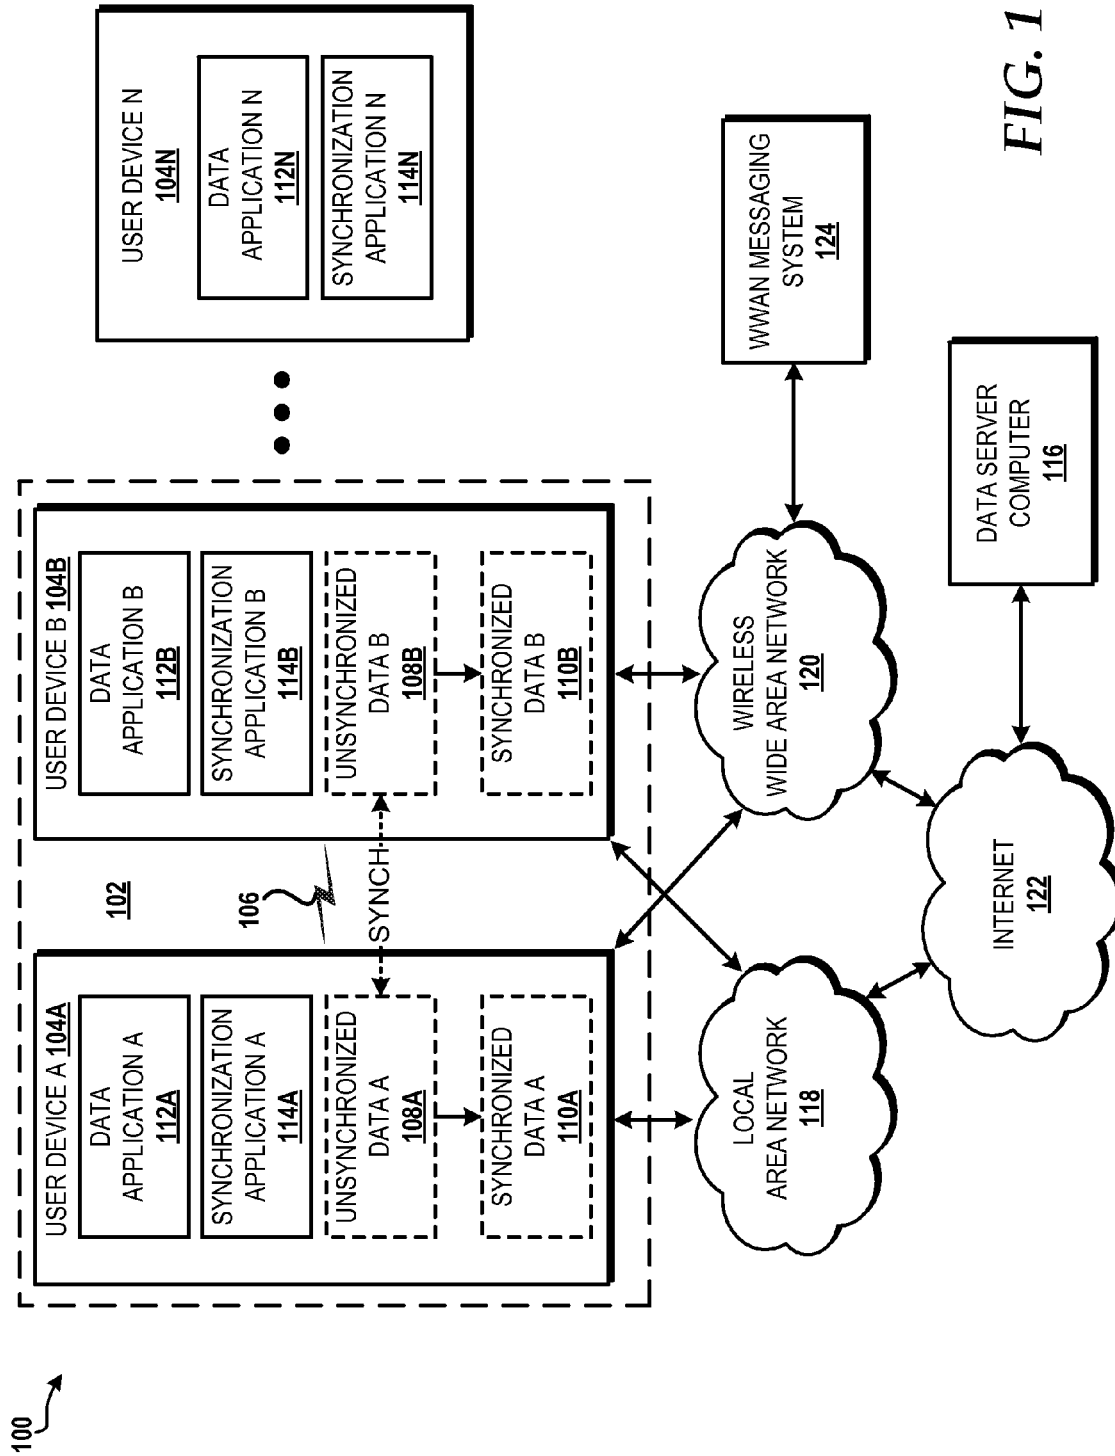 100
102
USER DEVICE A 104A
DATA
APPLICATION A
112A
SYNCHRONIZATION
APPLICATION A
114A
UNSYNCHRONIZED
DATA A
108A
SYNCHRONIZED
DATA A
110A
106
SYNCH
USER DEVICE B 104B
DATA
APPLICATION B
112B
SYNCHRONIZATION
APPLICATION B
114B
UNSYNCHRONIZED
DATA B
108B
SYNCHRONIZED
DATA B
110B
USER DEVICE N
104N
DATA
APPLICATION N
112N
SYNCHRONIZATION
APPLICATION N
114N
LOCAL
AREA NETWORK
118
WIRELESS
WIDE AREA NETWORK
120
WWAN MESSAGING
SYSTEM
124
INTERNET
122
DATA SERVER
COMPUTER
116
FIG. 1